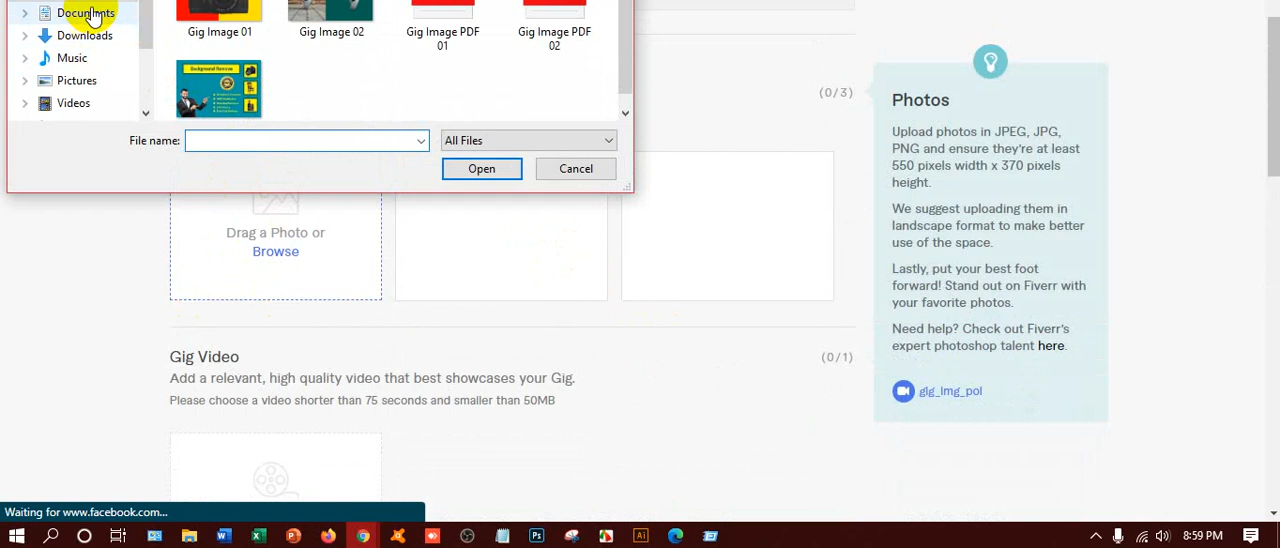 Documents
Downloads
Music
Pictures
Videos
Gig Image 01
Gig Image 02
Gig Image PDF
01
Gig Image PDF
02
Background Remove
File name:
All Files
Open
Cancel
(0/3)
Drag a Photo or
Browse
Photos
Upload photos in JPEG, JPG,
PNG and ensure they're at least
550 pixels width x 370 pixels
height.
We suggest uploading them in
landscape format to make better
use of the space.
Lastly, put your best foot
forward! Stand out on Fiverr with
your favorite photos.
Need help? Check out Fiverr's
expert photoshop talent here.
gig_img_pol
Gig Video
(0/1)
Add a relevant, high quality video that best showcases your Gig.
Please choose a video shorter than 75 seconds and smaller than 50MB
Waiting for www.facebook.com...
8:59 PM